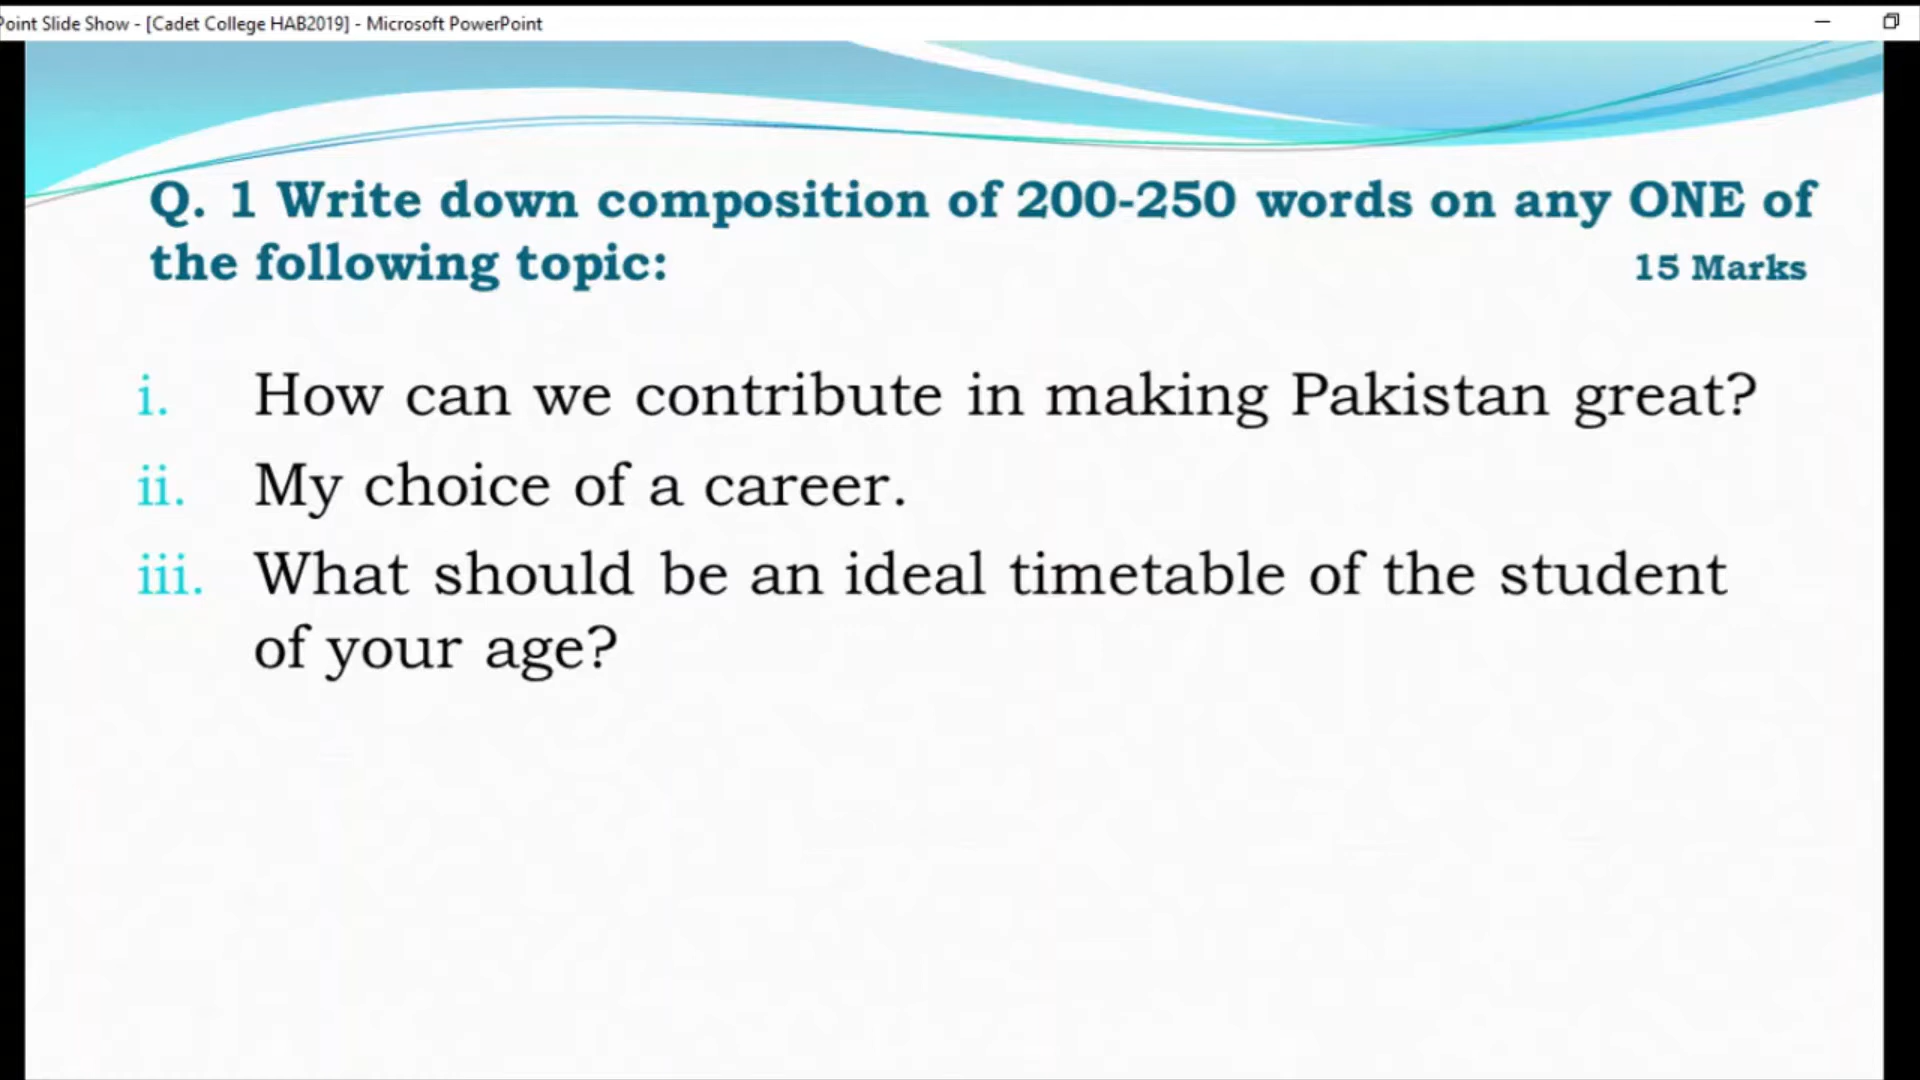 Point Slide Show - [Cadet College HAB2019] - Microsoft PowerPoint
Q. 1 Write down composition of 200-250 words on any ONE of
the following topic: 15 Marks
i. How can we contribute in making Pakistan great?
ii. My choice of a career.
iii. What should be an ideal timetable of the student
of your age?